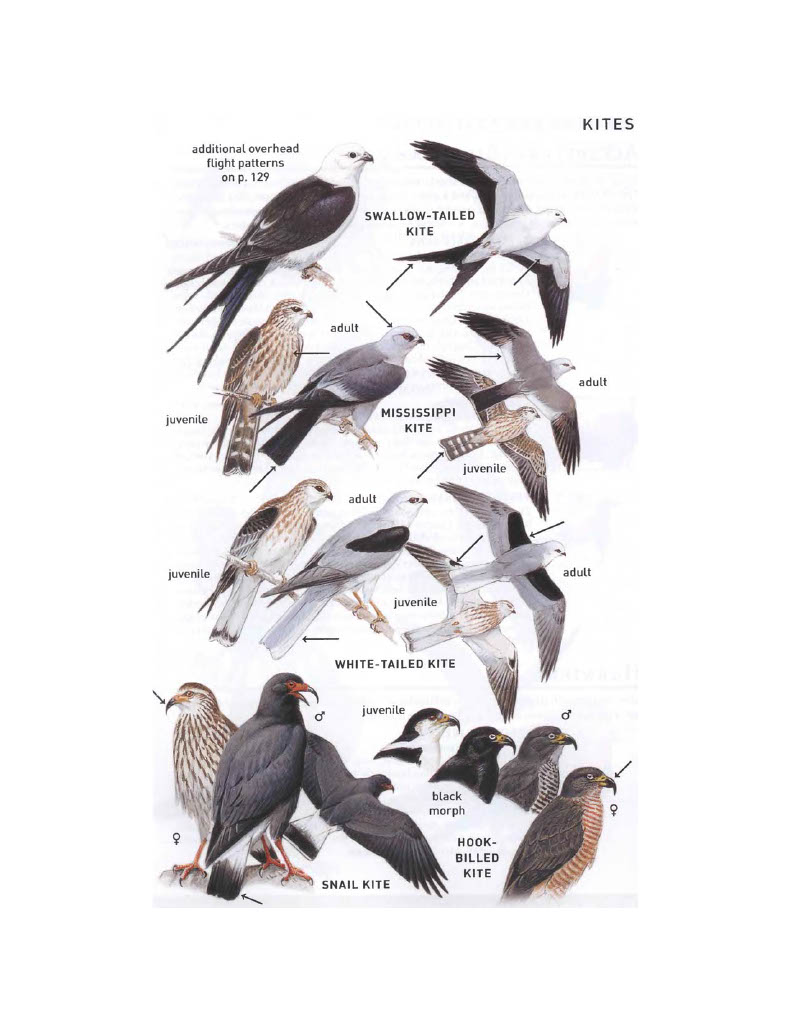 KITES
additional overhead
flight patterns
on p. 129
SWALLOW-TAILED
KITE
adult
adult
juvenile
MISSISSIPPI
KITE
juvenile
adult
juvenile
adult
juvenile
WHITE-TAILED KITE
♂
juvenile
♂
black
morph
♀
♀
HOOK-
BILLED
KITE
SNAIL KITE